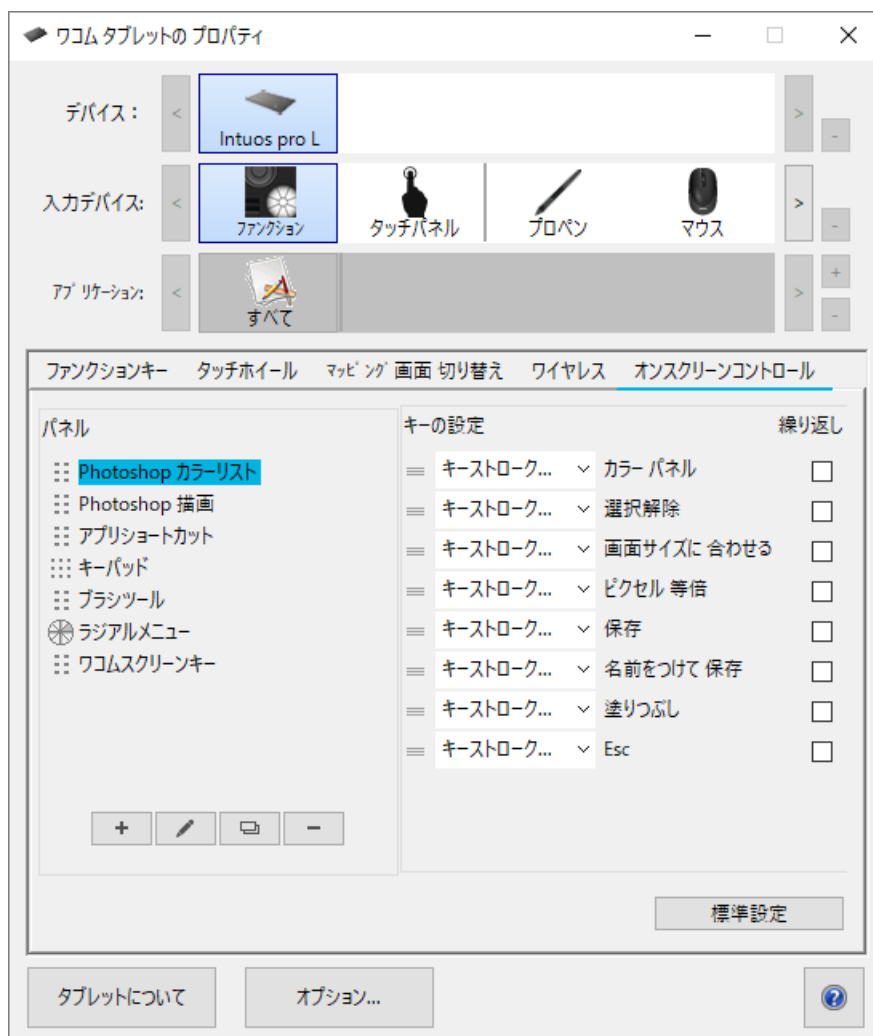 ワコム タブレットの プロパティ
デバイス：
Intuos pro L
入力デバイス:
ファンクション
タッチパネル
プロペン
マウス
アプリケーション:
すべて
ファンクションキー タッチホイール マッピング 画面 切り替え ワイヤレス オンスクリーンコントロール
パネル
Photoshop カラーリスト
Photoshop 描画
アプリショートカット
キーパッド
ブラシツール
ラジアルメニュー
ワコムスクリーンキー
キーの設定 繰り返し
キーストローク... カラー パネル
キーストローク... 選択解除
キーストローク... 画面サイズに 合わせる
キーストローク... ピクセル 等倍
キーストローク... 保存
キーストローク... 名前をつけて 保存
キーストローク... 塗りつぶし
キーストローク... Esc
標準設定
タブレットについて
オプション...